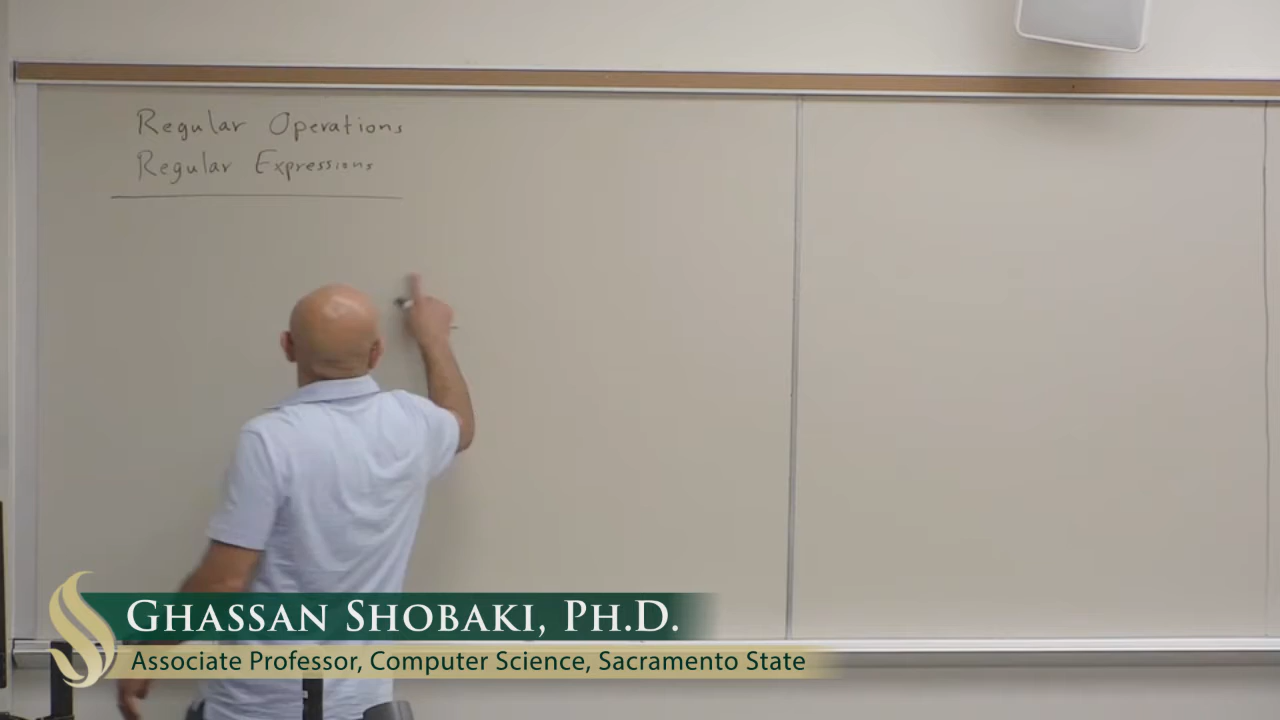 Regular Operations
Regular Expressions
GHASSAN SHOBAKI, PH.D.
Associate Professor, Computer Science, Sacramento State